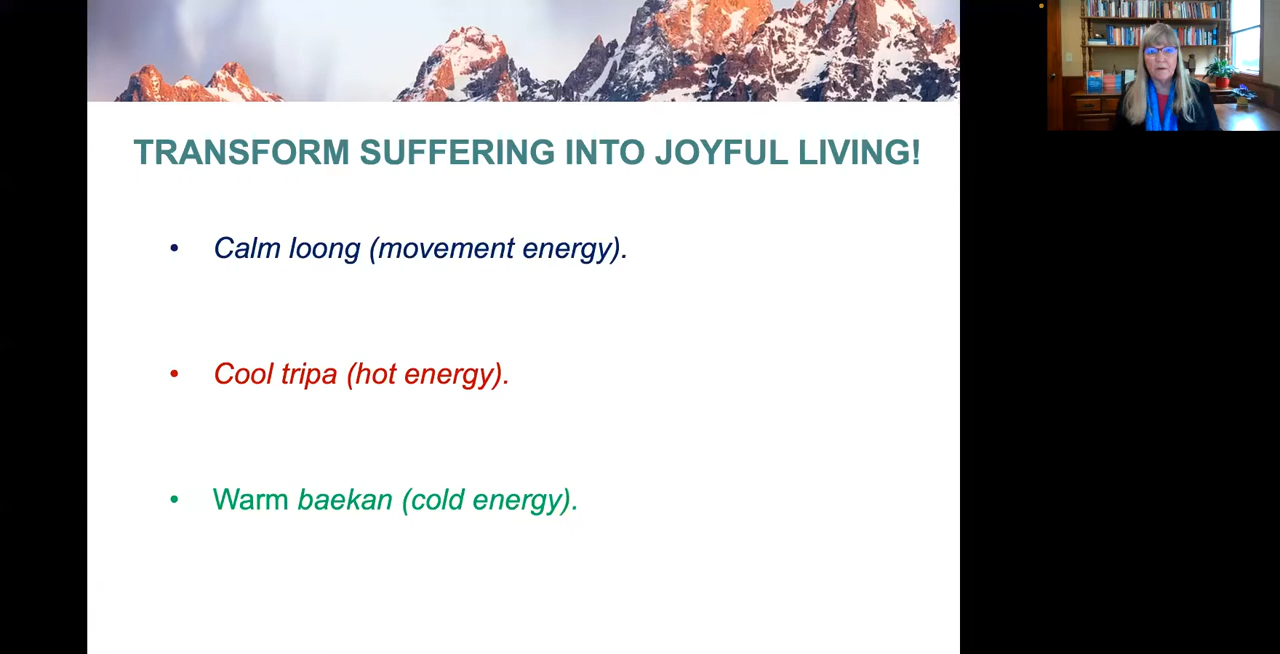 TRANSFORM SUFFERING INTO JOYFUL LIVING!
• Calm loong (movement energy).
• Cool tripa (hot energy).
• Warm baekan (cold energy).